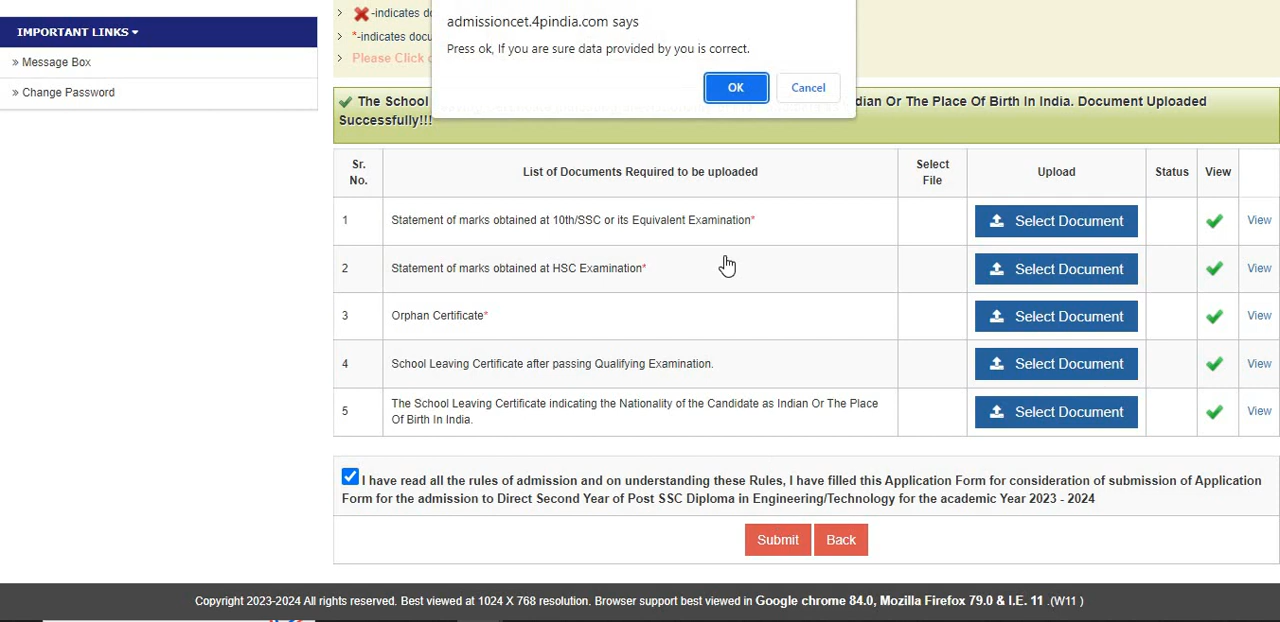 IMPORTANT LINKS
» Message Box
» Change Password
-indicates
*-indicates
Please Click
admissioncet.4pindia.com says
Press ok, If you are sure data provided by you is correct.
OK Cancel
The School Or The Place Of Birth In India. Document Uploaded
Successfully!!!
Sr. No. List of Documents Required to be uploaded Select File Upload Status View
1 Statement of marks obtained at 10th/SSC or its Equivalent Examination* Select Document View
2 Statement of marks obtained at HSC Examination* Select Document View
3 Orphan Certificate* Select Document View
4 School Leaving Certificate after passing Qualifying Examination. Select Document View
5 The School Leaving Certificate indicating the Nationality of the Candidate as Indian Or The Place
Of Birth In India. Select Document View
I have read all the rules of admission and on understanding these Rules, I have filled this Application Form for consideration of submission of Application
Form for the admission to Direct Second Year of Post SSC Diploma in Engineering/Technology for the academic Year 2023 - 2024
Submit Back
Copyright 2023-2024 All rights reserved. Best viewed at 1024 X 768 resolution. Browser support best viewed in Google chrome 84.0, Mozilla Firefox 79.0 & I.E. 11 .(W11 )